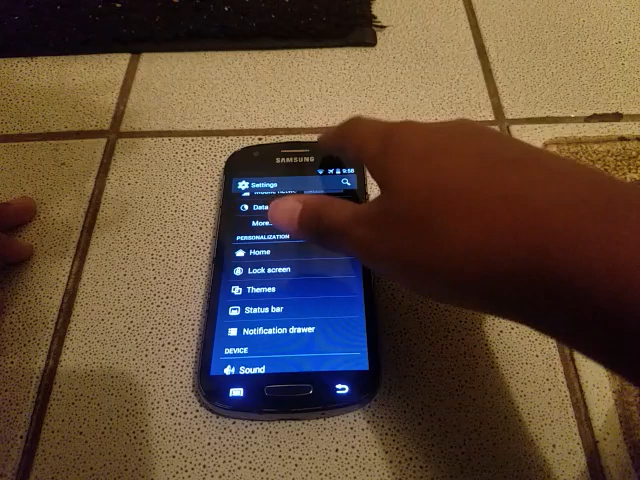 SAMSUNG
9:58
Settings
Data
More...
PERSONALIZATION
Home
Lock screen
Themes
Status bar
Notification drawer
DEVICE
Sound